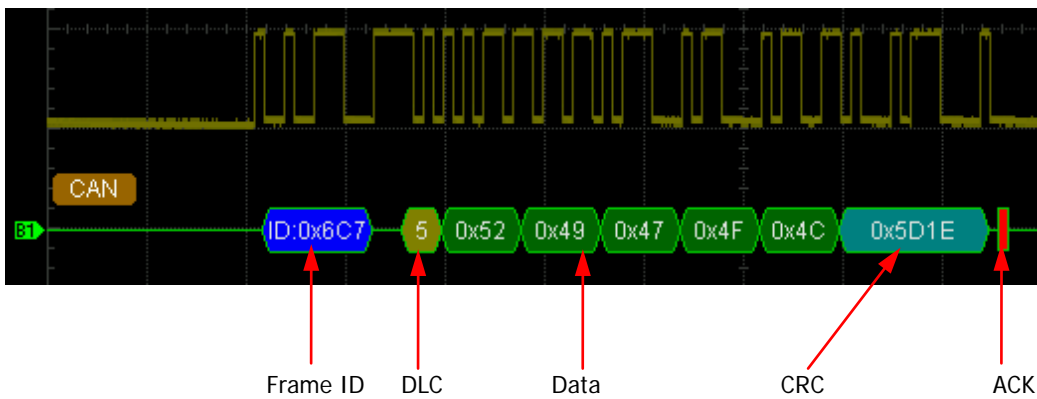 CAN
B1
ID:0x6C7 5 0x52 0x49 0x47 0x4F 0x4C 0x5D1E
Frame ID DLC Data CRC ACK